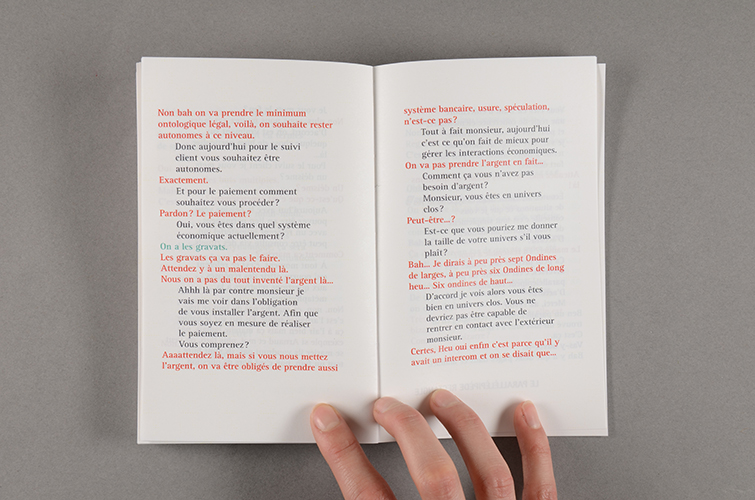 Non bah on va prendre le minimum
ontologique légal, voilà, on souhaite rester
autonomes à ce niveau.
Donc aujourd'hui pour le suivi
client vous souhaitez être
autonomes.
Exactement.
Et pour le paiement comment
souhaitez vous procéder?
Pardon? Le paiement?
Oui, vous êtes dans quel système
économique actuellement?
On a les gravats.
Les gravats ça va pas le faire.
Attendez y à un malentendu là.
Nous on a pas du tout inventé l'argent là...
Ahhh là par contre monsieur je
vais me voir dans l'obligation
de vous installer l'argent. Afin que
vous soyez en mesure de réaliser
le paiement.
Vous comprenez?
Aaaattendez là, mais si vous nous mettez
l'argent, on va être obligés de prendre aussi
système bancaire, usure, spéculation,
n'est-ce pas?
Tout à fait monsieur, aujourd'hui
c'est ce qu'on fait de mieux pour
gérer les interactions économiques.
On va pas prendre l'argent en fait...
Comment ça vous n'avez pas
besoin d'argent?
Monsieur, vous êtes en univers
clos?
Peut-être...?
Est-ce que vous pouriez me donner
la taille de votre univers s'il vous
plait?
Bah... Je dirais à peu près sept Ondines
de larges, à peu près six Ondines de long
heu... Six ondines de haut...
D'accord je vois alors vous êtes
bien en univers clos. Vous ne
devriez pas être capable de
rentrer en contact avec l'extérieur
monsieur.
Certes, Heu oui enfin c'est parce qu'il y
avait un intercom et on se disait que...